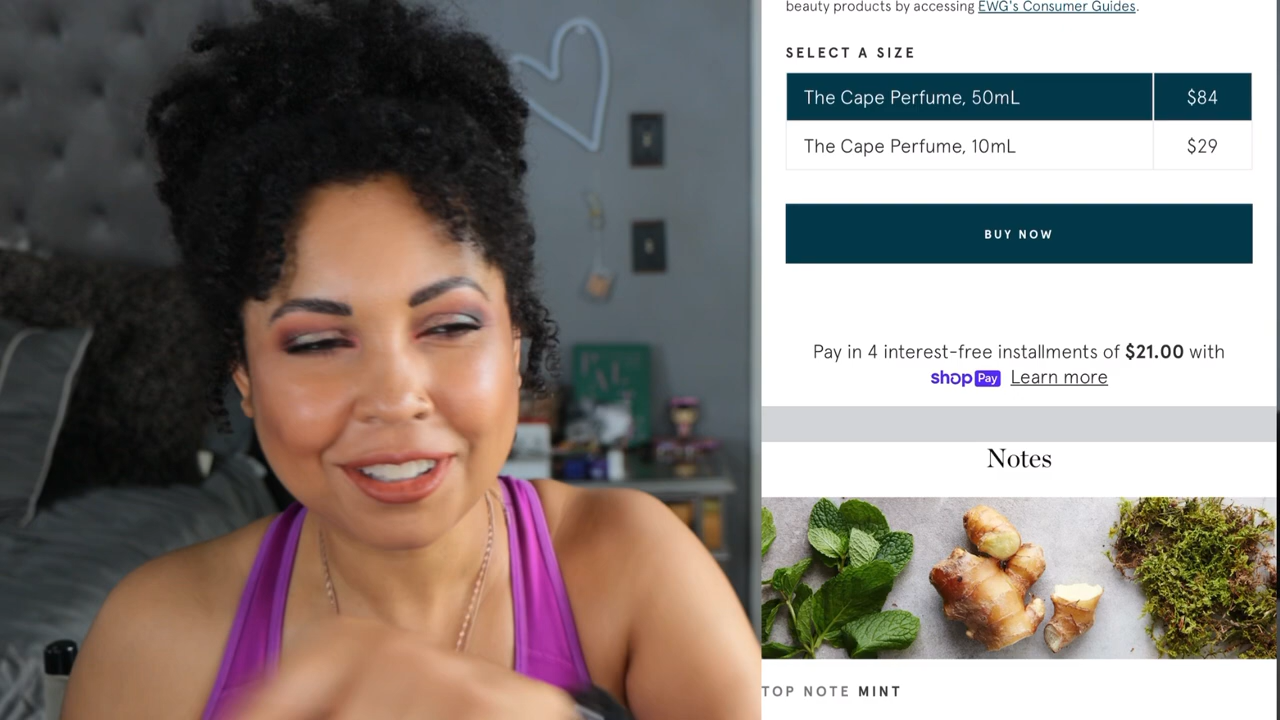 beauty products by accessing EWG's Consumer Guides.
SELECT A SIZE
The Cape Perfume, 50mL $84
The Cape Perfume, 10mL $29
BUY NOW
Pay in 4 interest-free installments of $21.00 with
shop Pay Learn more
Notes
TOP NOTE MINT